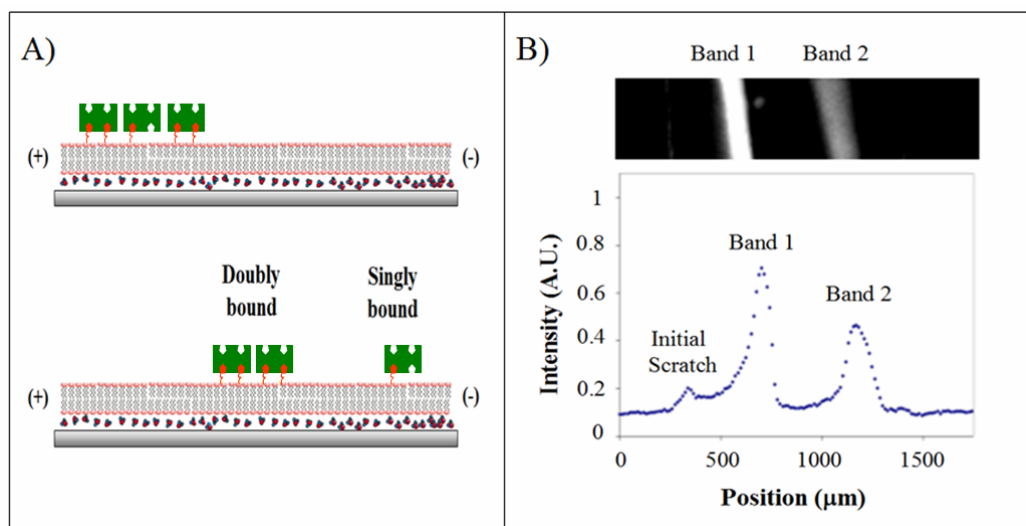 A)
(+)
(-)
Doubly
bound
Singly
bound
(+)
(-)
B)
Band 1
Band 2
1
0.8
0.6
0.4
0.2
0
Intensity (A.U.)
Initial
Scratch
Band 1
Band 2
0
500
1000
1500
Position (μm)